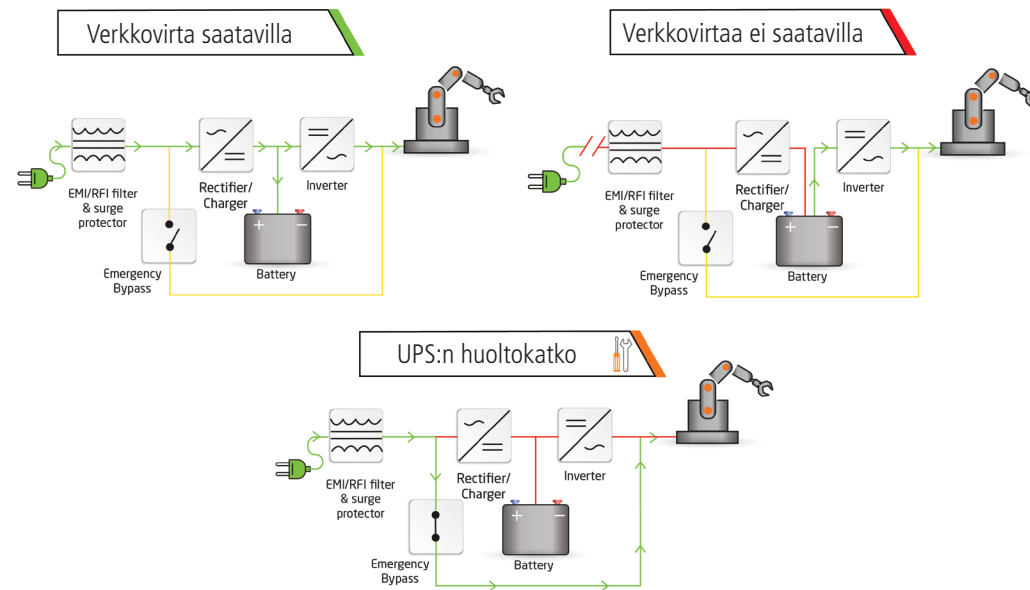 Verkkovirta saatavilla
EMI/RFI filter
& surge
protector
Rectifier/
Charger
Inverter
Emergency
Bypass
+ −
Battery
Verkkovirtaa ei saatavilla
EMI/RFI filter
& surge
protector
Rectifier/
Charger
Inverter
Emergency
Bypass
+ −
Battery
UPS:n huoltokatko
EMI/RFI filter
& surge
protector
Rectifier/
Charger
Inverter
Emergency
Bypass
+ −
Battery